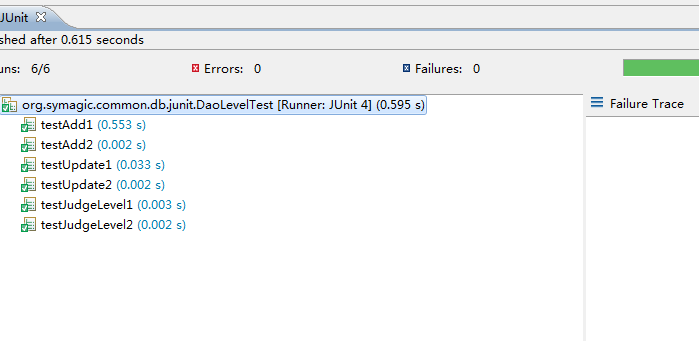 JUnit
shed after 0.615 seconds
uns: 6/6 Errors: 0 Failures: 0
org.symagic.common.db.junit.DaoLevelTest [Runner: JUnit 4] (0.595 s)
Failure Trace
testAdd1 (0.553 s)
testAdd2 (0.002 s)
testUpdate1 (0.033 s)
testUpdate2 (0.002 s)
testJudgeLevel1 (0.003 s)
testJudgeLevel2 (0.002 s)